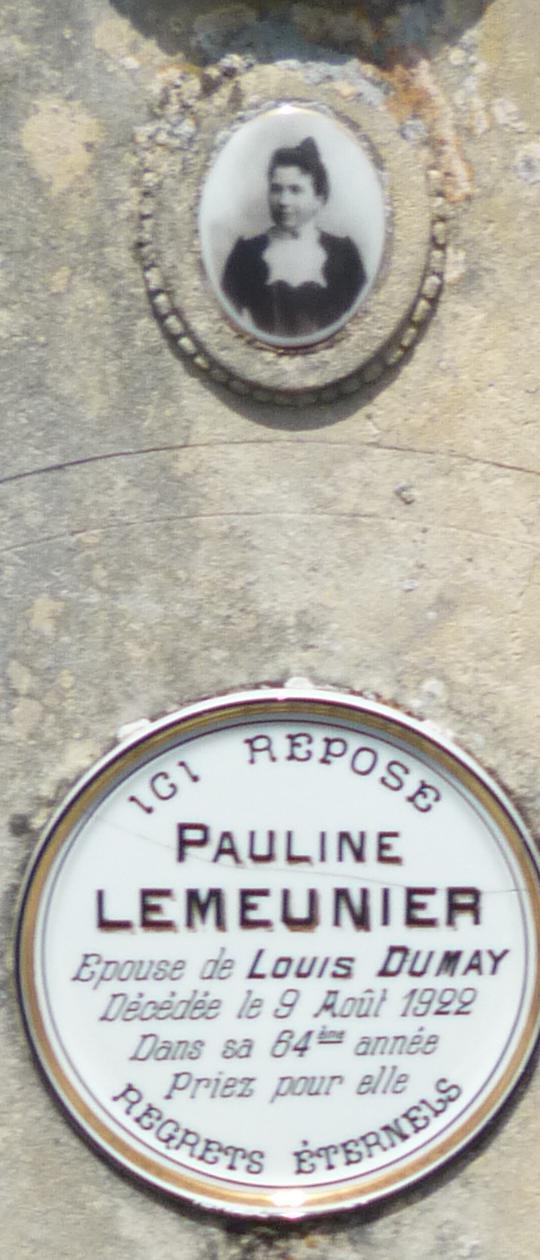 ICI REPOSE
PAULINE
LEMEUNIER
Epouse de LOUIS DUMAY
Décédée le 9 Août 1922
Dans sa 64ème année
Priez pour elle
REGRETS ÉTERNELS